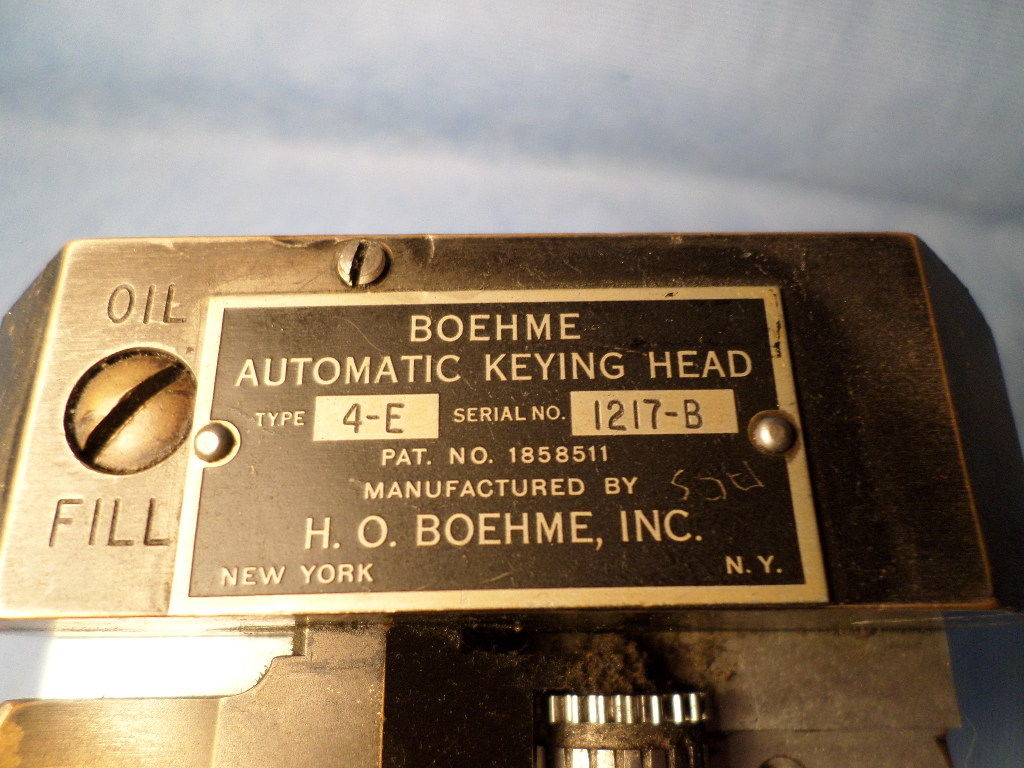 OIL
FILL
BOEHME
AUTOMATIC KEYING HEAD
TYPE 4-E SERIAL NO. 1217-B
PAT. NO. 1858511
MANUFACTURED BY
H. O. BOEHME, INC.
NEW YORK N. Y.